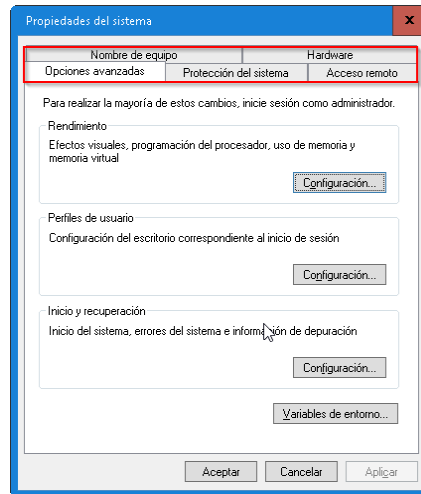 Propiedades del sistema
x
Nombre de equipo Hardware
Opciones avanzadas Protección del sistema Acceso remoto
Para realizar la mayoría de estos cambios, inicie sesión como administrador.
Rendimiento
Efectos visuales, programación del procesador, uso de memoria y
memoria virtual
Configuración...
Perfiles de usuario
Configuración del escritorio correspondiente al inicio de sesión
Configuración...
Inicio y recuperación
Inicio del sistema, errores del sistema e información de depuración
Configuración...
Variables de entorno...
Aceptar Cancelar Aplicar